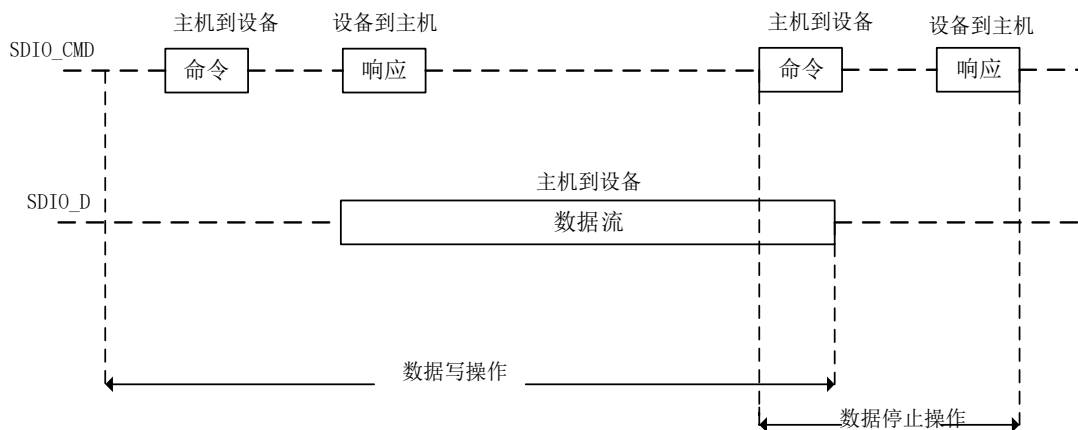 主机到设备 设备到主机 主机到设备 设备到主机
SDIO_CMD 命令 响应 命令 响应
主机到设备
SDIO_D 数据流
数据写操作
数据停止操作